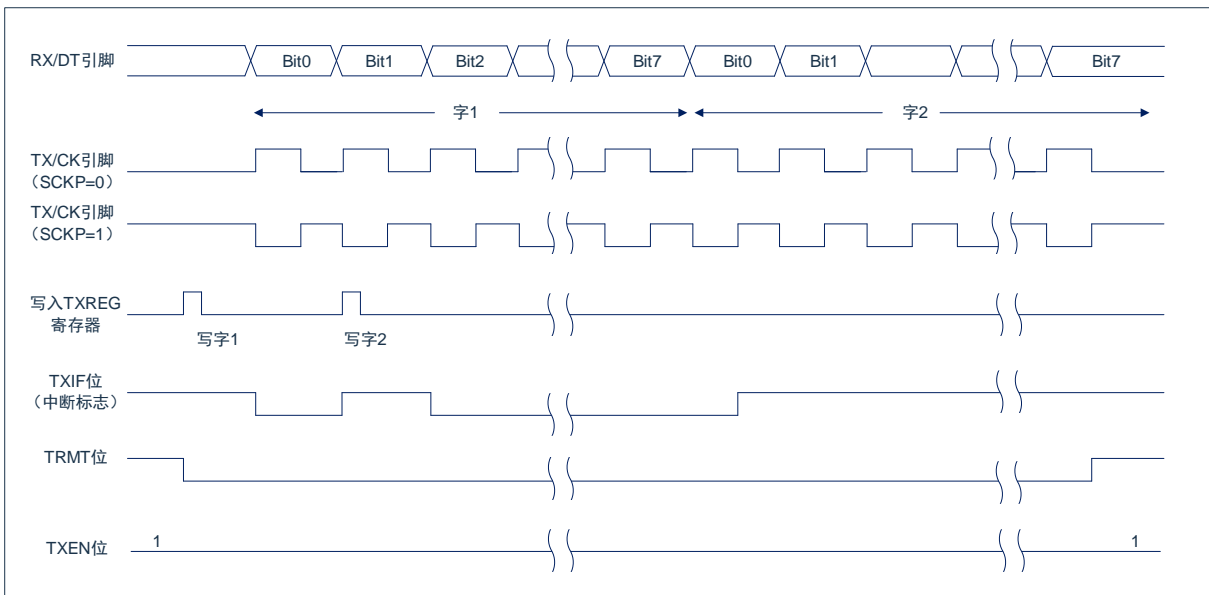 RX/DT引脚
Bit0 Bit1 Bit2 Bit7 Bit0 Bit1 Bit7
字1 字2
TX/CK引脚
（SCKP=0）
TX/CK引脚
（SCKP=1）
写入TXREG
寄存器
写字1 写字2
TXIF位
（中断标志）
TRMT位
TXEN位 1 1